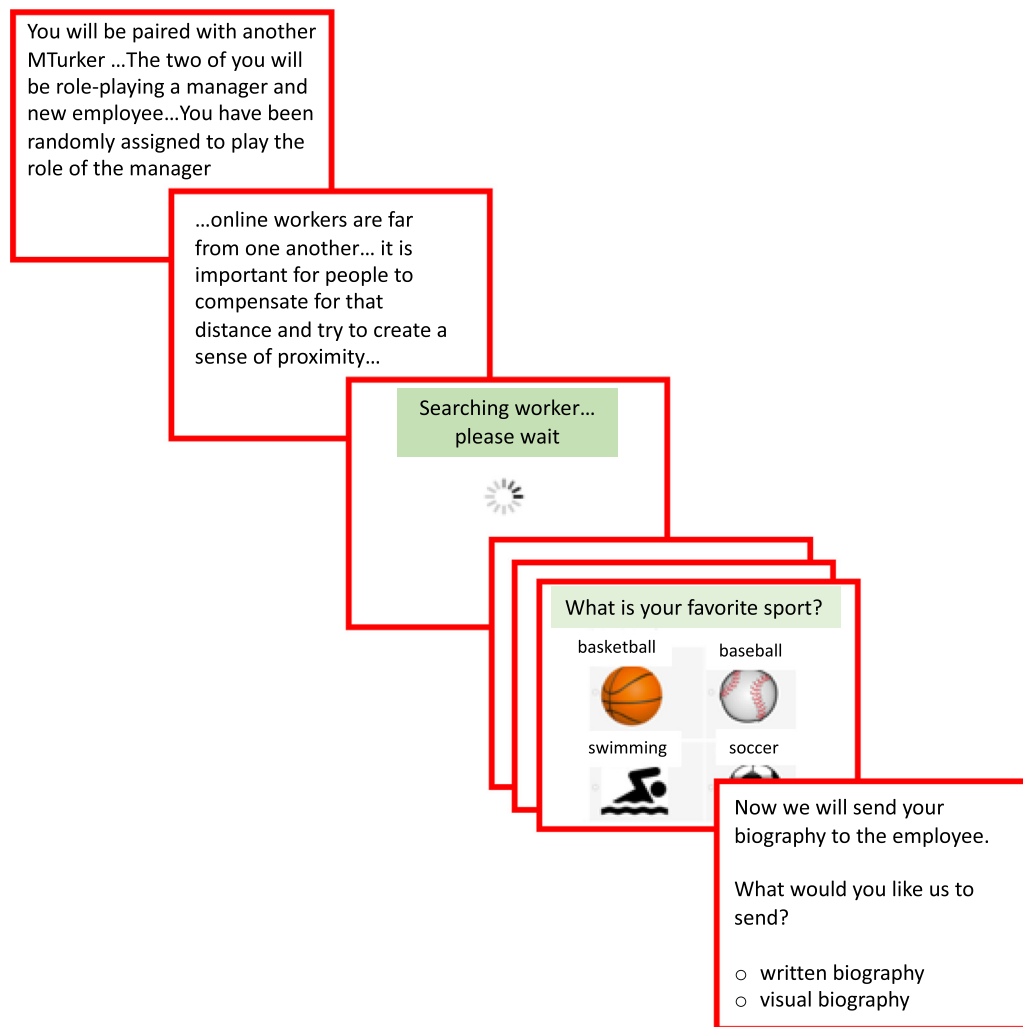 You will be paired with another
MTurker …The two of you will
be role-playing a manager and
new employee…You have been
randomly assigned to play the
role of the manager
…online workers are far
from one another… it is
important for people to
compensate for that
distance and try to create a
sense of proximity…
Searching worker…
please wait
What is your favorite sport?
basketball
baseball
swimming
soccer
Now we will send your
biography to the employee.
What would you like us to
send?
written biography
visual biography